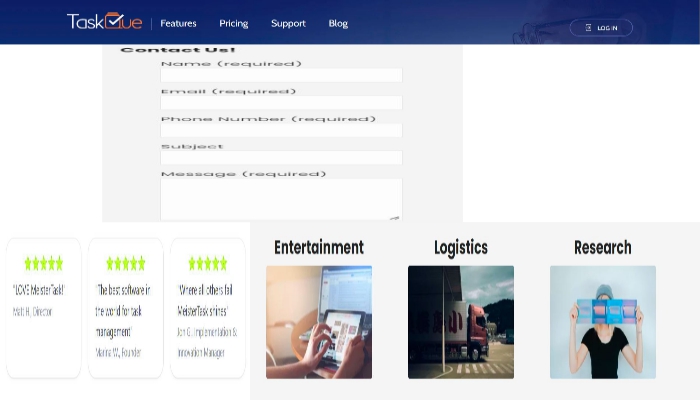 TaskQue
Features
Pricing
Support
Blog
LOG IN
Contact Us!
Name (required)
Email (required)
Phone Number (required)
Subject
Message (required)
"LOVE MeisterTask!"
Matt H., Director
"The best software in
the world for task
management"
Marina W., Founder
"Where all others fail
MeisterTask shines"
Jon G., Implementation &
Innovation Manager
Entertainment
Logistics
Research